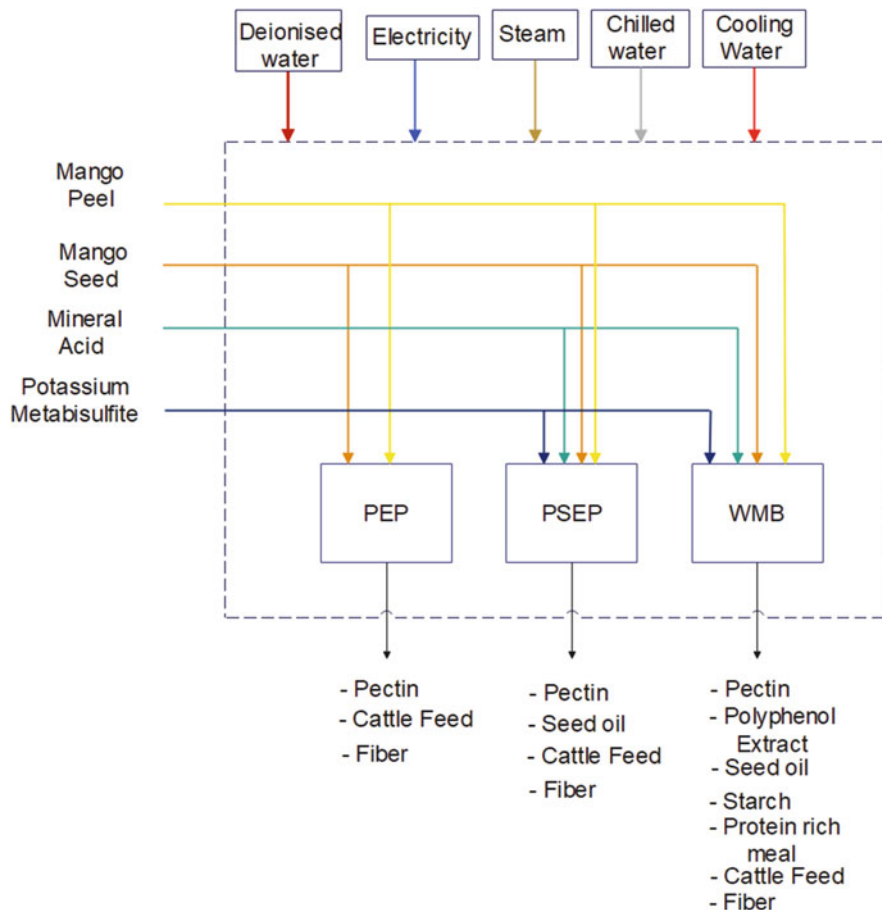 Deionised
water
Electricity
Steam
Chilled
water
Cooling
Water
Mango
Peel
Mango
Seed
Mineral
Acid
Potassium
Metabisulfite
PEP
PSEP
WMB
- Pectin
- Cattle Feed
- Fiber
- Pectin
- Seed oil
- Cattle Feed
- Fiber
- Pectin
- Polyphenol
Extract
- Seed oil
- Starch
- Protein rich
meal
- Cattle Feed
- Fiber